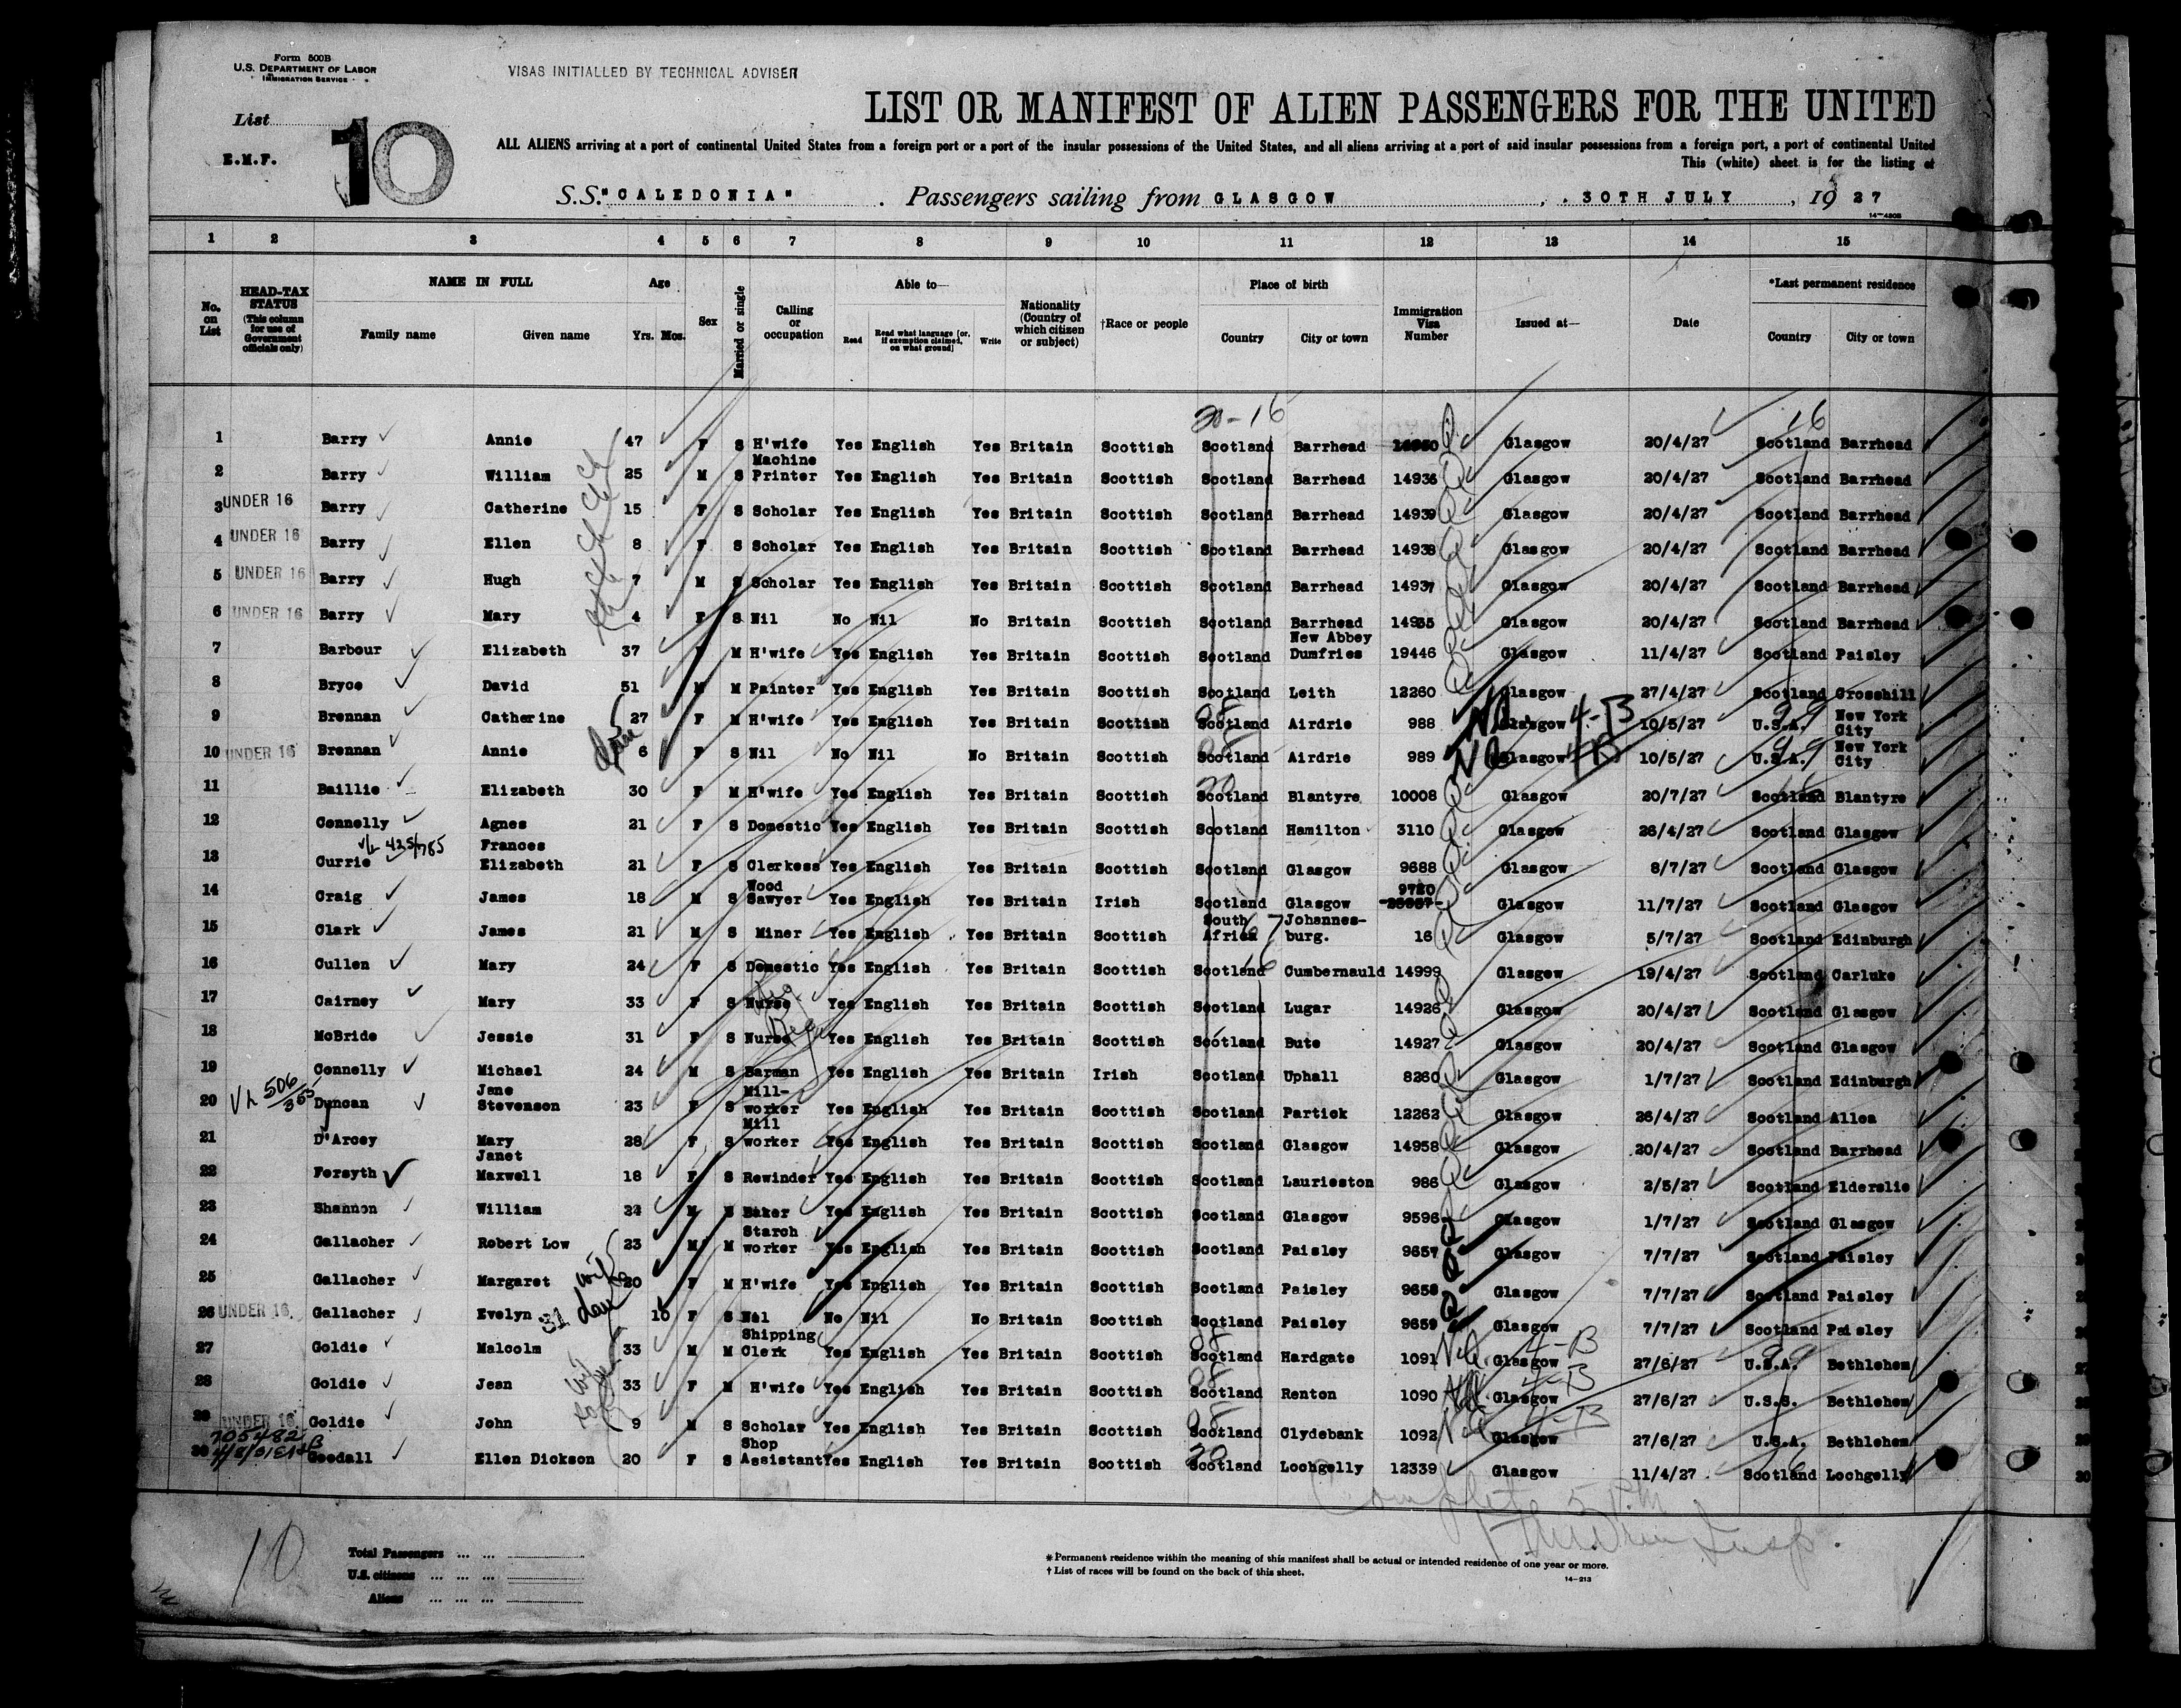 Form 500B
U.S. DEPARTMENT OF LABOR
IMMIGRATION SERVICE
VISAS INITIALLED BY TECHNICAL ADVISER
LIST OR MANIFEST OF ALIEN PASSENGERS FOR THE UNITED
List 10
E.M.F.
ALL ALIENS arriving at a port of continental United States from a foreign port or a port of the insular possessions of the United States, and all aliens arriving at a port of said insular possessions from a foreign port, a port of continental United
This (white) sheet is for the listing of
S.S. "CALEDONIA" . Passengers sailing from GLASGOW , . 30TH JULY , 1927
1 2 3 4 5 6 7 8 9 10 11 12 13 14 15
No. on List
HEAD-TAX STATUS (This column for use of Government officials only)
NAME IN FULL Family name Given name
Age Yrs. Mos.
Sex
Married or single
Calling or occupation
Able to— Read Read what language [or, if exemption claimed, on what ground] Write
Nationality (Country of which citizen or subject)
†Race or people
Place of birth Country City or town
Immigration Visa Number
Issued at—
Date
*Last permanent residence Country City or town
20-16 16
1 Barry Annie 47 F S H'wife Yes English Yes Britain Scottish Scotland Barrhead Glasgow 20/4/27 Scotland Barrhead
2 Barry William 25 M S Machine Printer Yes English Yes Britain Scottish Scotland Barrhead 14936 Glasgow 20/4/27 Scotland Barrhead
3 UNDER 16 Barry Catherine 15 F S Scholar Yes English Yes Britain Scottish Scotland Barrhead 14939 Glasgow 20/4/27 Scotland Barrhead
4 UNDER 16 Barry Ellen 8 F S Scholar Yes English Yes Britain Scottish Scotland Barrhead 14938 Glasgow 20/4/27 Scotland Barrhead
5 UNDER 16 Barry Hugh 7 M S Scholar Yes English Yes Britain Scottish Scotland Barrhead 14937 Glasgow 20/4/27 Scotland Barrhead
6 UNDER 16 Barry Mary 4 F S Nil No Nil No Britain Scottish Scotland Barrhead 14935 Glasgow 20/4/27 Scotland Barrhead
7 Barbour Elizabeth 37 F M H'wife Yes English Yes Britain Scottish Scotland New Abbey Dumfries 19446 Glasgow 11/4/27 Scotland Paisley
8 Bryce David 51 M M Painter Yes English Yes Britain Scottish Scotland Leith 12260 Glasgow 27/4/27 Scotland Crosshill
9 Brennan Catherine 27 F M H'wife Yes English Yes Britain Scottish Scotland Airdrie 988 Glasgow 4-B 10/5/27 U.S.A. New York City
10 UNDER 16 Brennan Annie 6 F S Nil No Nil No Britain Scottish Scotland Airdrie 989 Glasgow 10/5/27 U.S.A. New York City
11 Baillie Elizabeth 30 F M H'wife Yes English Yes Britain Scottish Scotland Blantyre 10008 Glasgow 20/7/27 Scotland Blantyre
12 Connelly Agnes 21 F S Domestic Yes English Yes Britain Scottish Scotland Hamilton 3110 Glasgow 26/4/27 Scotland Glasgow
13 Currie Frances Elizabeth 21 F S Clerkess Yes English Yes Britain Scottish Scotland Glasgow 9688 Glasgow 8/7/27 Scotland Glasgow
14 Craig James 18 M S Wood Sawyer Yes English Yes Britain Irish Scotland Glasgow 9720 Glasgow 11/7/27 Scotland Glasgow
15 Clark James 21 M S Miner Yes English Yes Britain Scottish South Africa Johannes-burg. 16 Glasgow 5/7/27 Scotland Edinburgh
16 Cullen Mary 24 F S Domestic Yes English Yes Britain Scottish Scotland Cumbernauld 14999 Glasgow 19/4/27 Scotland Carluke
17 Cairney Mary 33 F S Nurse Yes English Yes Britain Scottish Scotland Lugar 14926 Glasgow 20/4/27 Scotland Glasgow
18 McBride Jessie 31 F S Nurse Yes English Yes Britain Scottish Scotland Bute 14927 Glasgow 20/4/27 Scotland Glasgow
19 Connelly Michael 24 M S Barman Yes English Yes Britain Irish Scotland Uphall 8260 Glasgow 1/7/27 Scotland Edinburgh
20 Duncan Jane Stevenson 23 F S Mill-worker Yes English Yes Britain Scottish Scotland Partick 12262 Glasgow 26/4/27 Scotland Alloa
21 D'Arcey Mary 28 F S Mill worker Yes English Yes Britain Scottish Scotland Glasgow 14958 Glasgow 20/4/27 Scotland Barrhead
22 Forsyth Janet Maxwell 18 F S Rewinder Yes English Yes Britain Scottish Scotland Laurieston 986 Glasgow 2/5/27 Scotland Elderslie
23 Shannon William M S Baker Yes English Yes Britain Scottish Scotland Glasgow 9596 Glasgow 1/7/27 Scotland Glasgow
24 Gallacher Robert Low 23 M M Starch worker Yes English Yes Britain Scottish Scotland Paisley 9657 Glasgow 7/7/27 Scotland Paisley
25 Gallacher Margaret wife 20 F M H'wife Yes English Yes Britain Scottish Scotland Paisley 9658 Glasgow 7/7/27 Scotland Paisley
26 UNDER 16. Gallacher Evelyn 10 F S Nil No Nil No Britain Scottish Scotland Paisley 9659 Glasgow 7/7/27 Scotland Paisley
27 Goldie Malcolm 33 M M Shipping Clerk Yes English Yes Britain Scottish Scotland Hardgate 1091 Glasgow 4-B 27/6/27 U.S.A. Bethlehem
28 Goldie Jean 33 F M H'wife Yes English Yes Britain Scottish Scotland Renton 1090 Glasgow 4-B 27/6/27 U.S.S. Bethlehem
29 UNDER 16. Goldie John 9 M S Scholar Yes English Yes Britain Scottish Scotland Clydebank 1092 Glasgow 4-B 27/6/27 U.S.A. Bethlehem
30 Goodall Ellen Dickson 20 F S Shop Assistant Yes English Yes Britain Scottish Scotland Lochgelly 12339 Glasgow 11/4/27 Scotland Lochgelly
Complete
10
Total Passengers ... ...
U.S. citizens ... ... ...
Aliens ... ... ...
* Permanent residence within the meaning of this manifest shall be actual or intended residence of one year or more.
† List of races will be found on the back of this sheet.
14-213